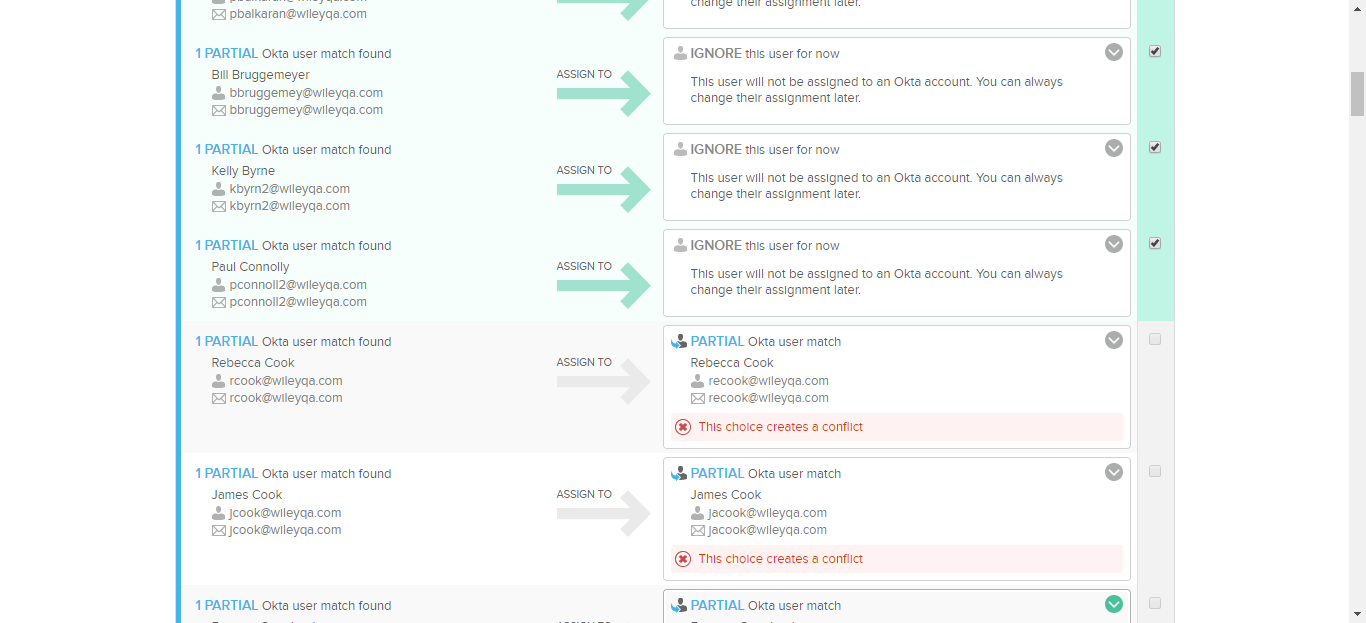 pbalkaran@wileyqa.com
change their assignment later.
1 PARTIAL Okta user match found
Bill Bruggemeyer
bbruggemey@wileyqa.com
bbruggemey@wileyqa.com
ASSIGN TO
IGNORE this user for now
This user will not be assigned to an Okta account. You can always
change their assignment later.
1 PARTIAL Okta user match found
Kelly Byrne
kbyrn2@wileyqa.com
kbyrn2@wileyqa.com
ASSIGN TO
IGNORE this user for now
This user will not be assigned to an Okta account. You can always
change their assignment later.
1 PARTIAL Okta user match found
Paul Connolly
pconnoll2@wileyqa.com
pconnoll2@wileyqa.com
ASSIGN TO
IGNORE this user for now
This user will not be assigned to an Okta account. You can always
change their assignment later.
1 PARTIAL Okta user match found
Rebecca Cook
rcook@wileyqa.com
rcook@wileyqa.com
ASSIGN TO
PARTIAL Okta user match
Rebecca Cook
recook@wileyqa.com
recook@wileyqa.com
This choice creates a conflict
1 PARTIAL Okta user match found
James Cook
jcook@wileyqa.com
jcook@wileyqa.com
ASSIGN TO
PARTIAL Okta user match
James Cook
jacook@wileyqa.com
jacook@wileyqa.com
This choice creates a conflict
1 PARTIAL Okta user match found
PARTIAL Okta user match